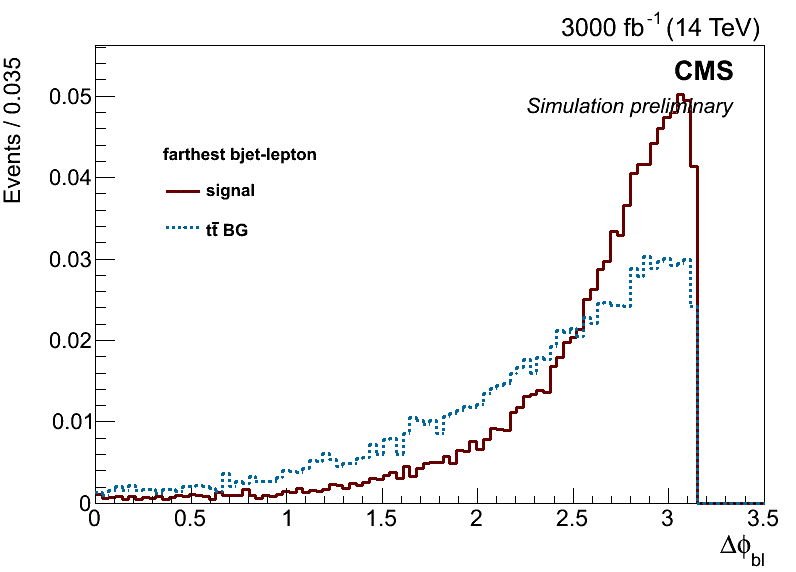 3000 fb⁻¹ (14 TeV)
CMS
Simulation preliminary
Events / 0.035
0.05
0.04
0.03
0.02
0.01
0
farthest bjet-lepton
signal
tt̄ BG
0 0.5 1 1.5 2 2.5 3 3.5
Δϕbl